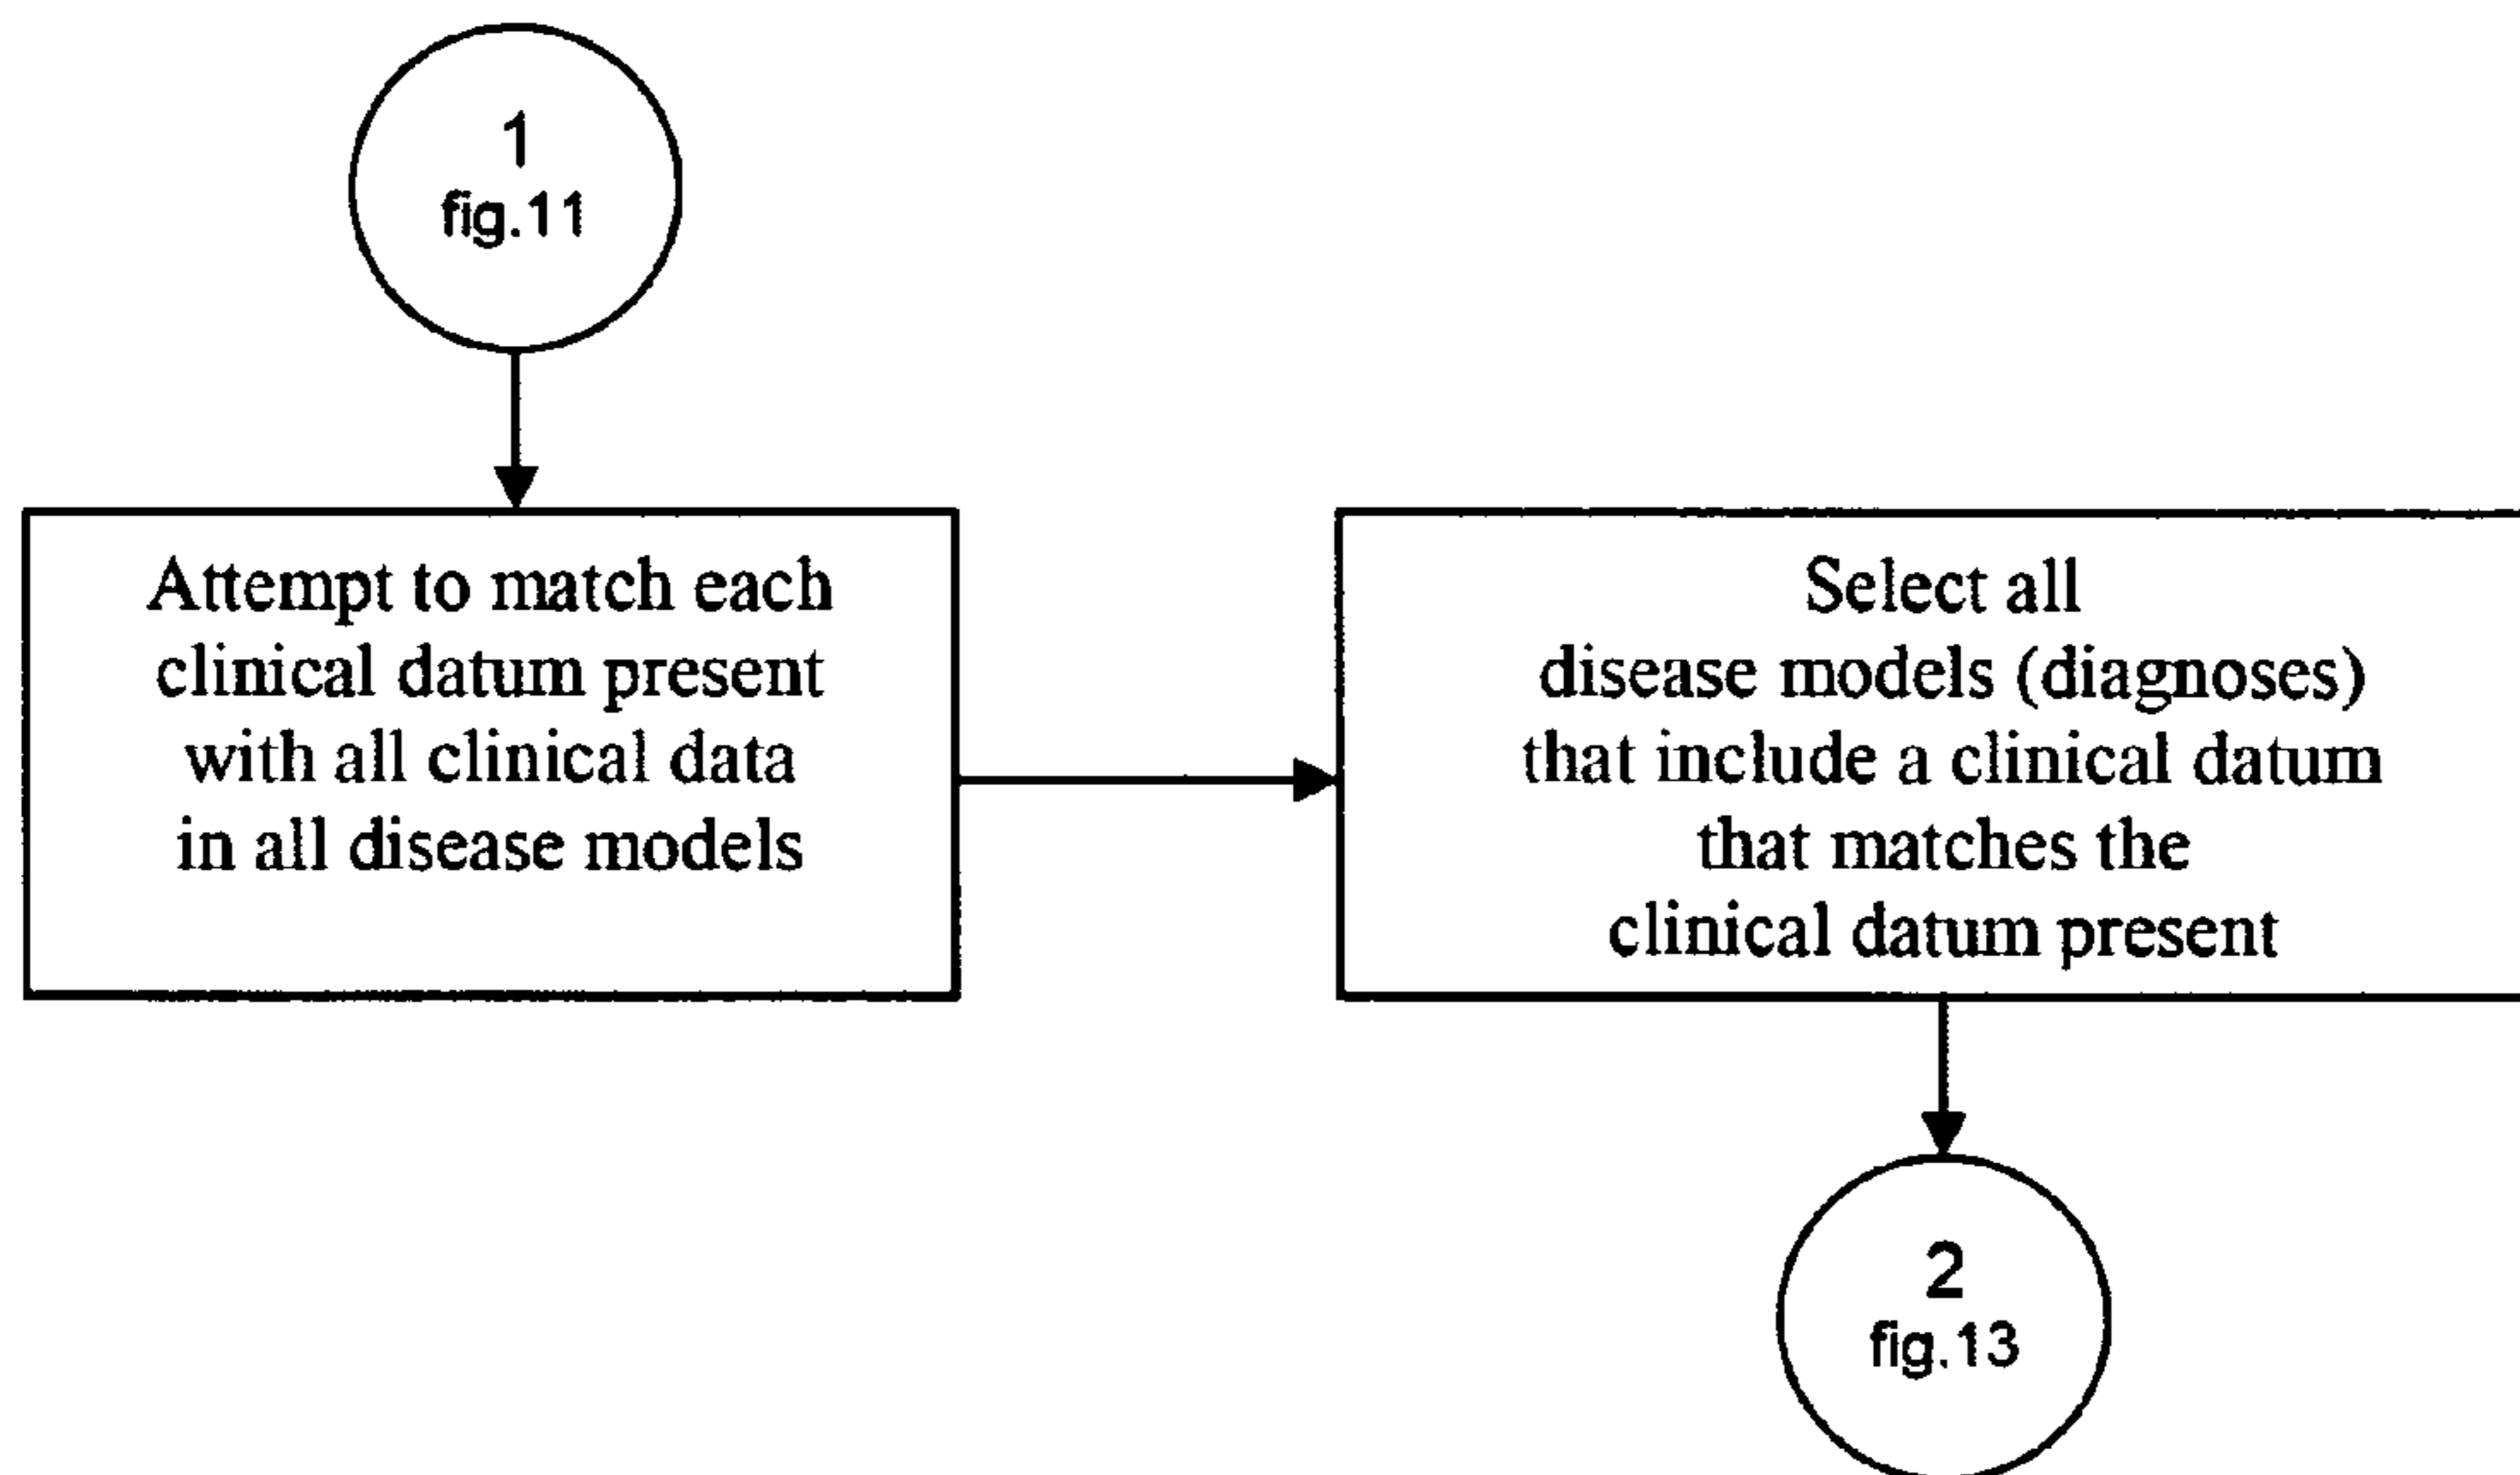 1
fig.11
Attempt to match each
clinical datum present
with all clinical data
in all disease models
Select all
disease models (diagnoses)
that include a clinical datum
that matches the
clinical datum present
2
fig.13